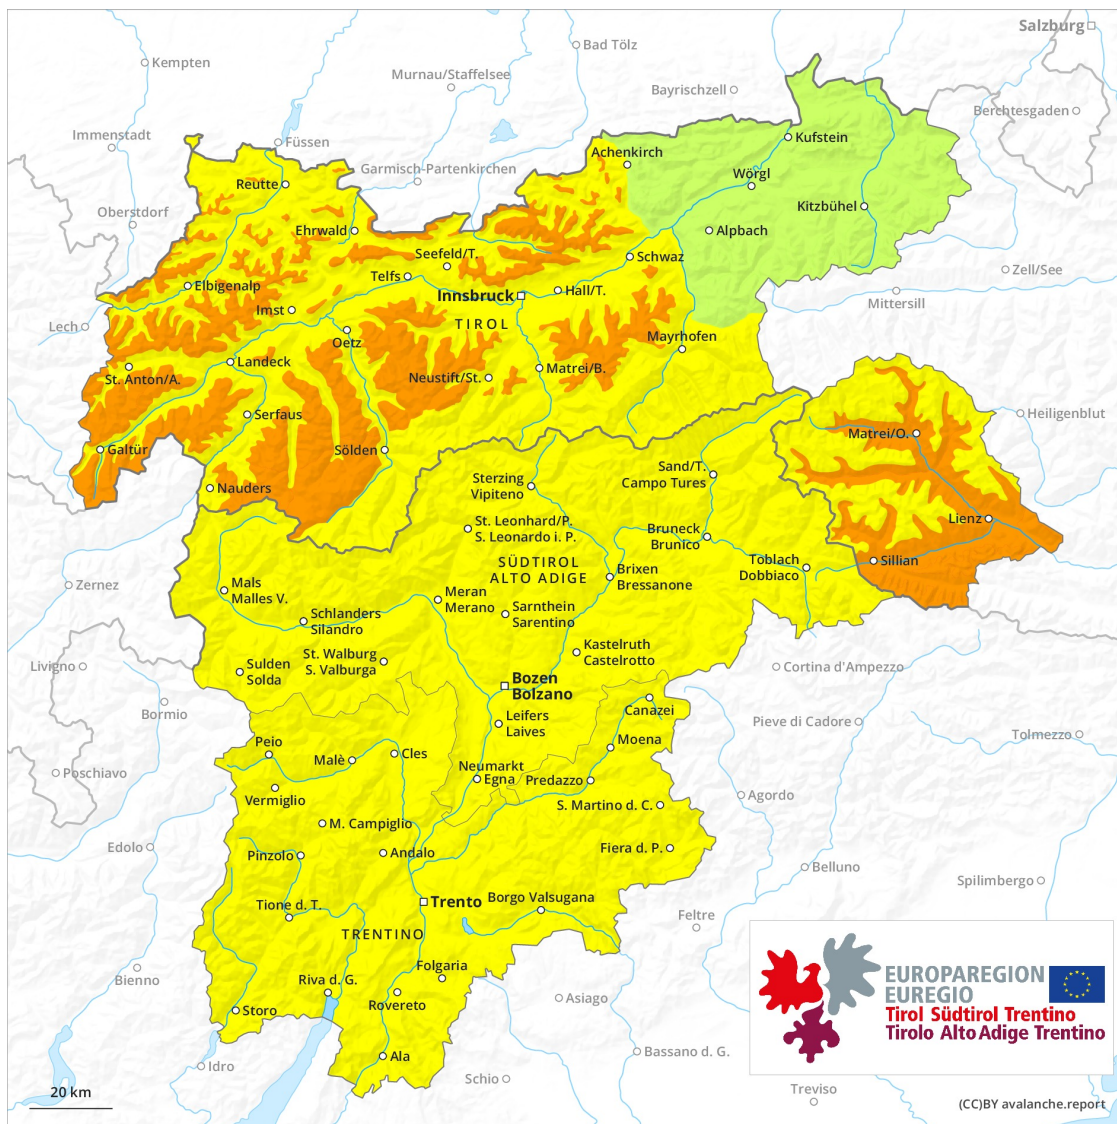 Salzburg
Bad Tölz
Kempten
Murnau/Staffelsee
Bayrischzell
Berchtesgaden
Immenstadt
Füssen
Kufstein
Achenkirch
Garmisch-Partenkirchen
Wörgl
Reutte
Oberstdorf
Kitzbühel
Ehrwald
Alpbach
Seefeld/T.
Schwaz
Zell/See
Telfs
Elbigenalp
Hall/T.
Innsbruck
Mittersill
Imst
TIROL
Lech
Oetz
Mayrhofen
Landeck
Matrei/B.
St. Anton/A.
Neustift/St.
Serfaus
Heiligenblut
Matrei/O.
Galtür
Sölden
Sand/T.
Campo Tures
Sterzing
Vipiteno
Nauders
Lienz
St. Leonhard/P.
S. Leonardo i. P.
Bruneck
Brunico
SÜDTIROL
ALTO ADIGE
Toblach
Dobbiaco
Sillian
Brixen
Bressanone
Zernez
Mals
Malles V.
Meran
Merano
Sarnthein
Sarentino
Schlanders
Silandro
Kastelruth
Castelrotto
St. Walburg
S. Valburga
Livigno
Sulden
Solda
Cortina d'Ampezzo
Bozen
Bolzano
Bormio
Canazei
Leifers
Laives
Pieve di Cadore
Tolmezzo
Peio
Moena
Cles
Malè
Poschiavo
Neumarkt
Egna
Predazzo
Vermiglio
Agordo
S. Martino d. C.
M. Campiglio
Edolo
Pinzolo
Andalo
Fiera d. P.
Belluno
Spilimbergo
Trento
Borgo Valsugana
Tione d. T.
Feltre
TRENTINO
Folgaria
Bienno
Riva d. G.
Rovereto
Asiago
Storo
EUROPAREGION
EUREGIO
Tirol Südtirol Trentino
Tirolo Alto Adige Trentino
Ala
Bassano d. G.
Idro
Schio
Treviso
20 km
(CC)BY avalanche.report